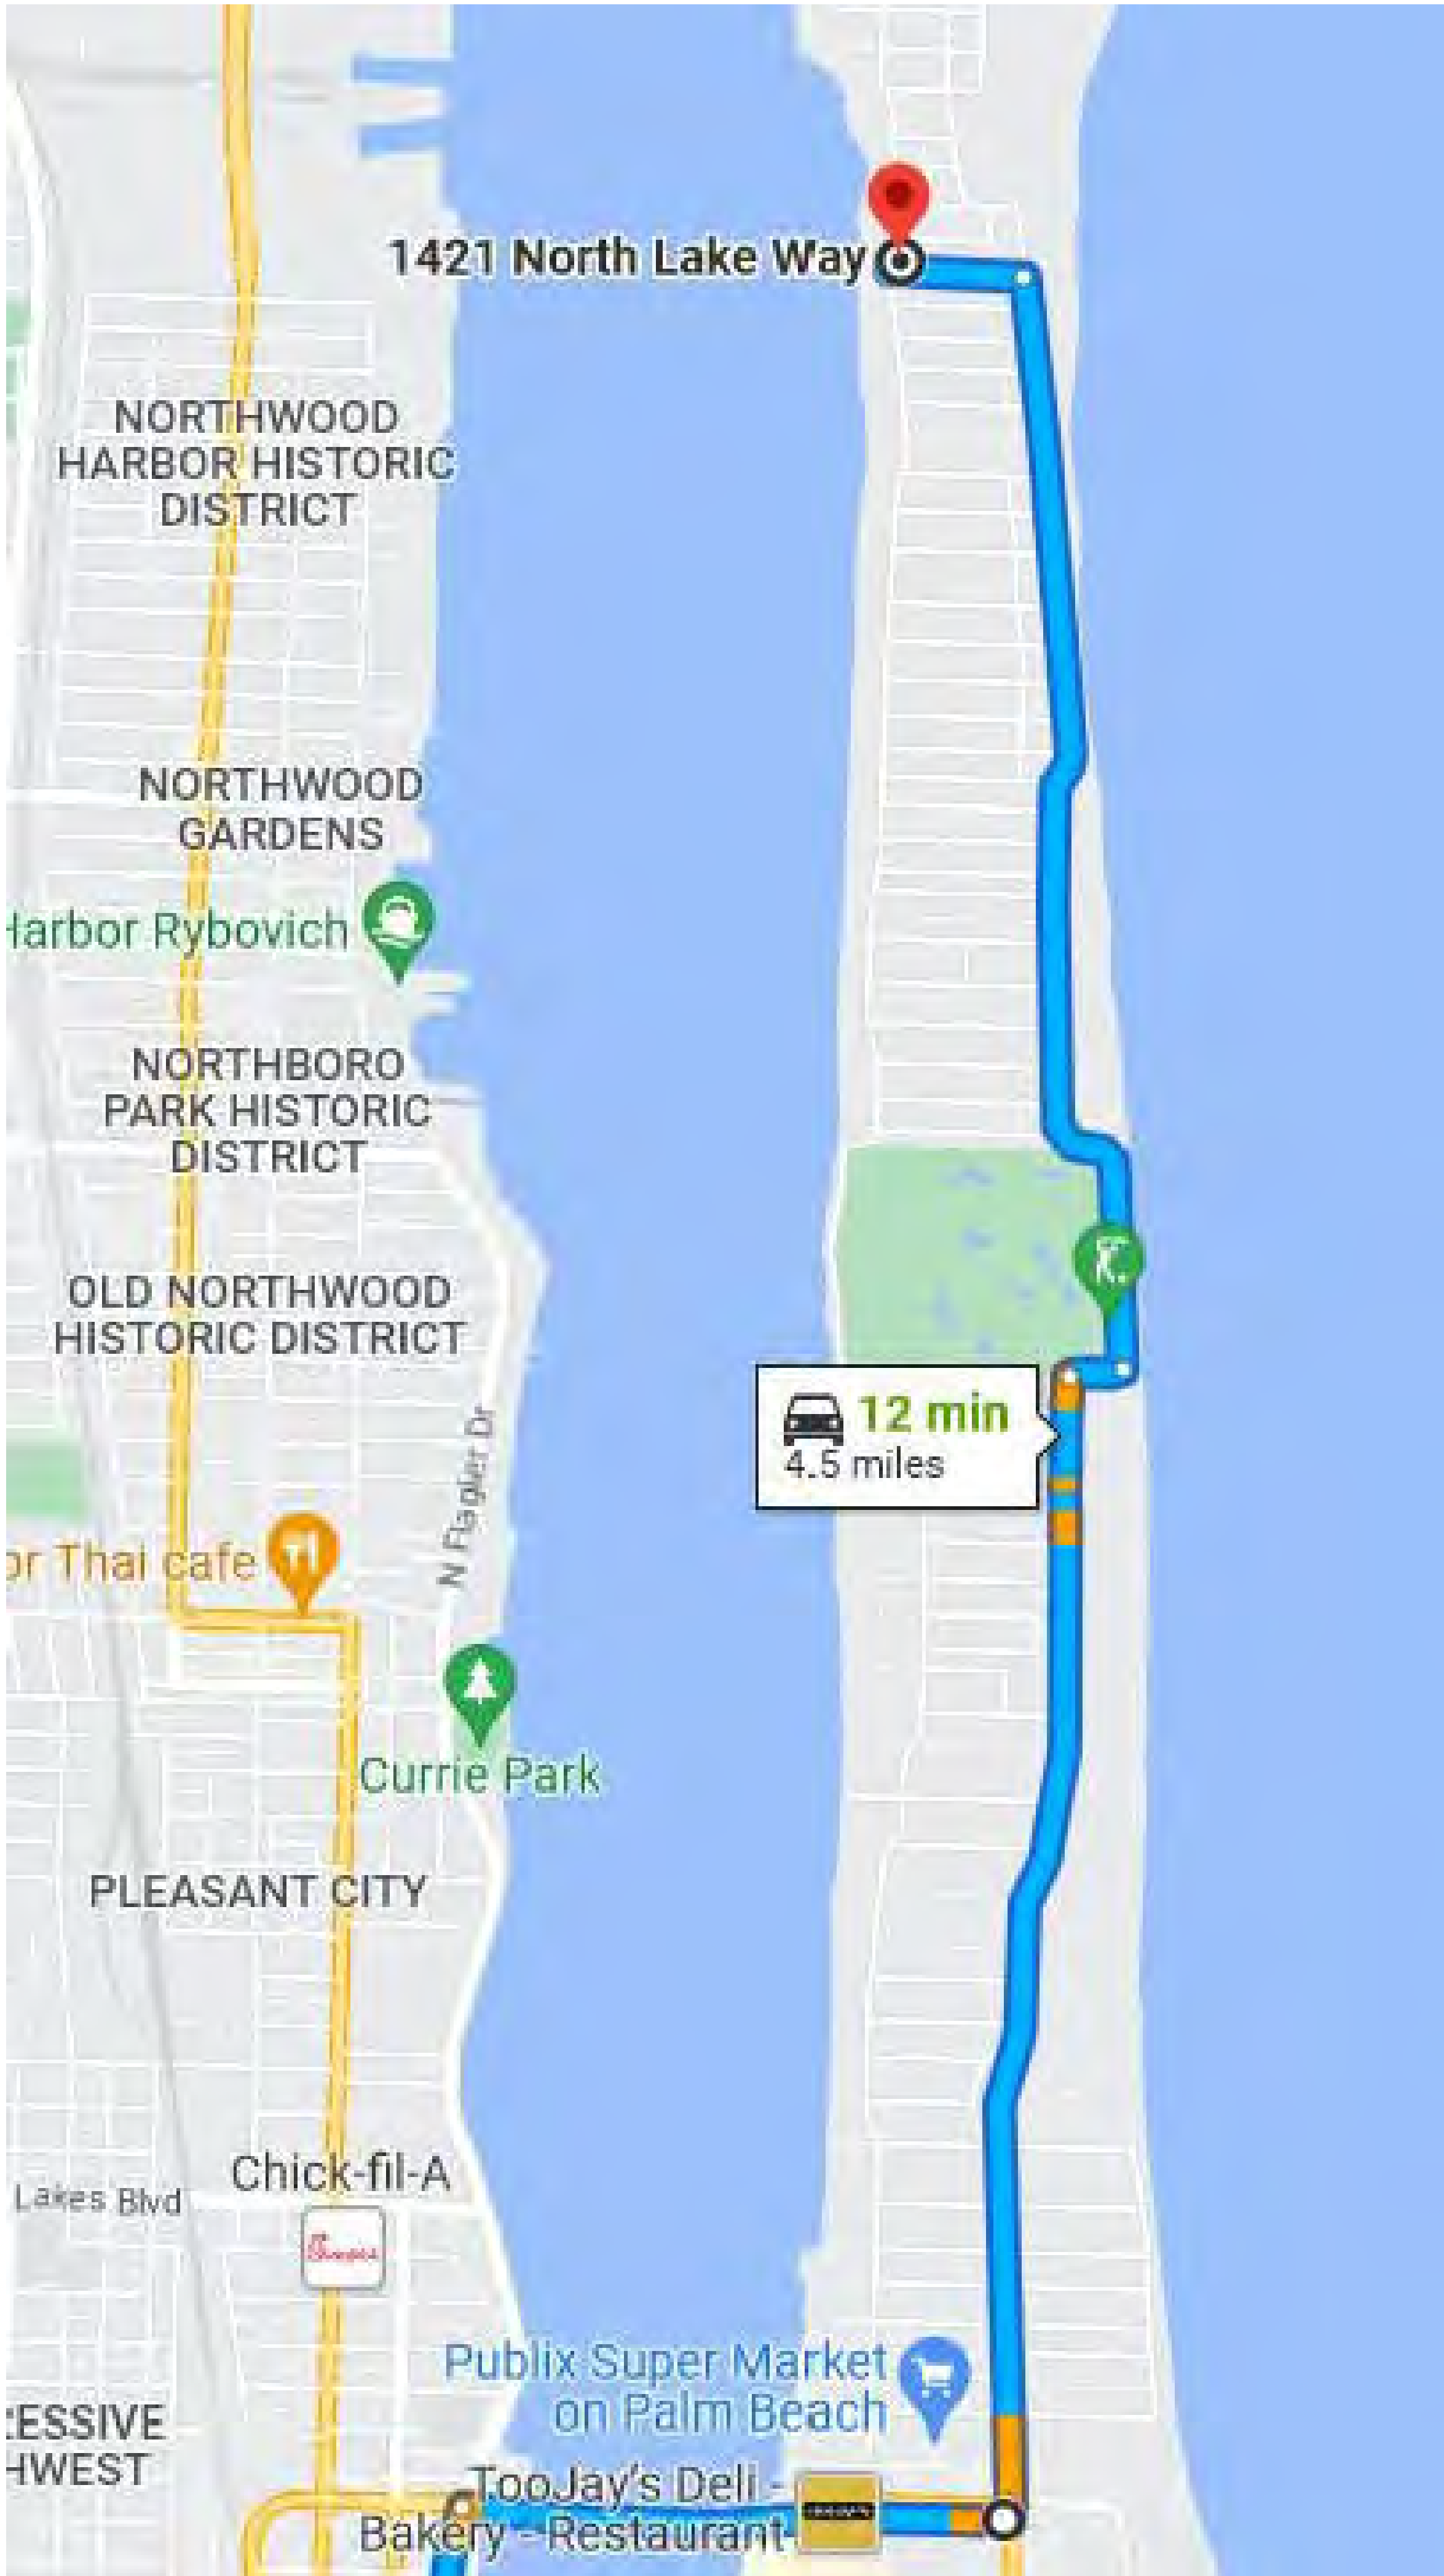 1421 North Lake Way
NORTHWOOD
HARBOR HISTORIC
DISTRICT
NORTHWOOD
GARDENS
Harbor Rybovich
NORTHBORO
PARK HISTORIC
DISTRICT
OLD NORTHWOOD
HISTORIC DISTRICT
12 min
4.5 miles
N Flagler Dr
or Thai cafe
Currie Park
PLEASANT CITY
Chick-fil-A
Lakes Blvd
Publix Super Market
on Palm Beach
ESSIVE
HWEST
TooJay's Deli -
Bakery - Restaurant